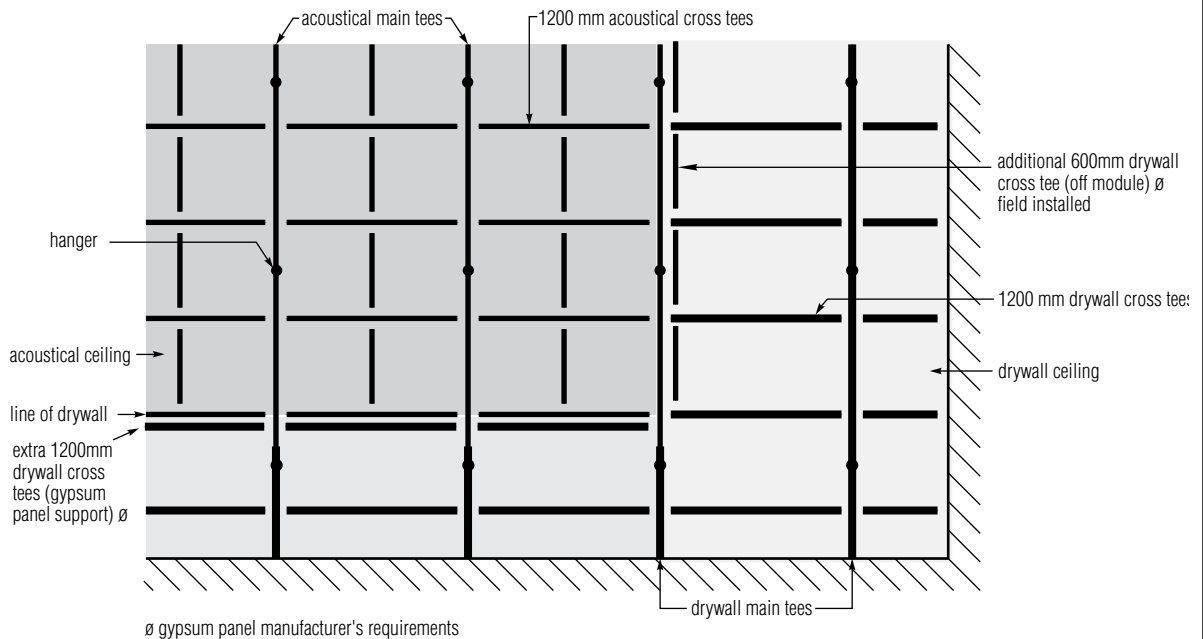 acoustical main tees
1200 mm acoustical cross tees
additional 600mm drywall
cross tee (off module) ø
field installed
hanger
1200 mm drywall cross tees
acoustical ceiling
drywall ceiling
line of drywall
extra 1200mm
drywall cross
tees (gypsum
panel support) ø
drywall main tees
ø gypsum panel manufacturer's requirements